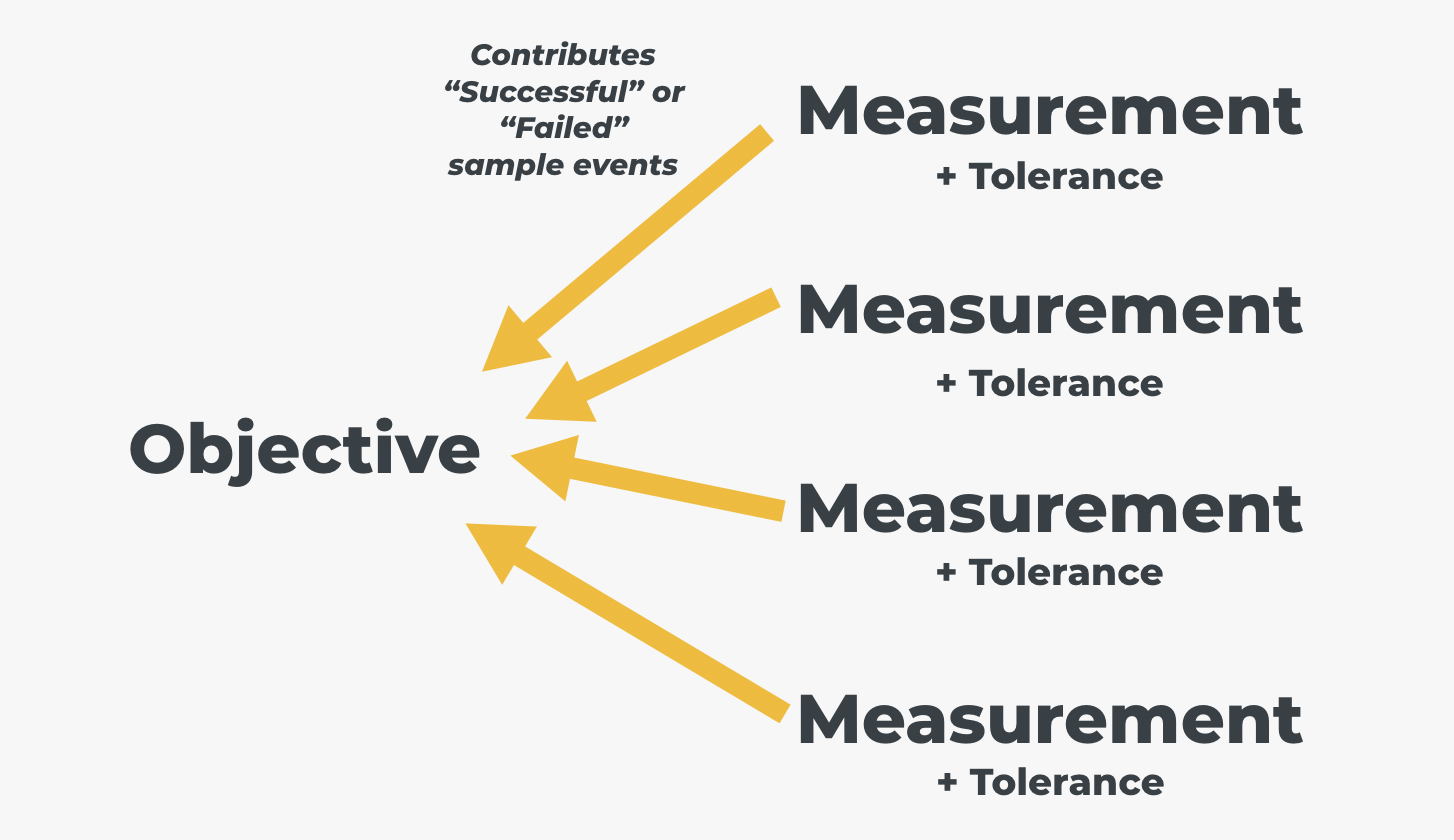 Contributes
“Successful” or
“Failed”
sample events
Measurement
+ Tolerance
Measurement
+ Tolerance
Objective
Measurement
+ Tolerance
Measurement
+ Tolerance